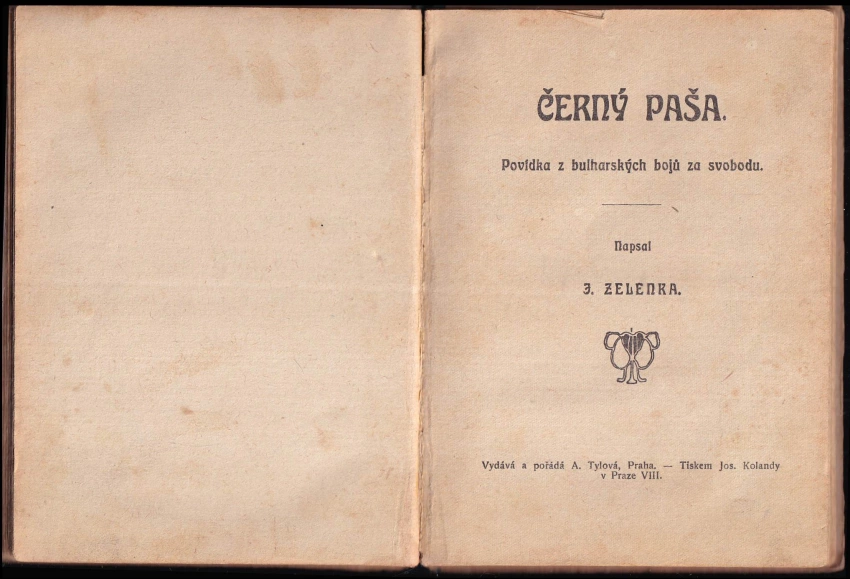 ČERNÝ PAŠA.
Povídka z bulharských bojů za svobodu.
Napsal
J. ZELENKA.
Vydává a pořádá A. Tylová, Praha. — Tiskem Jos. Kolandy
v Praze VIII.